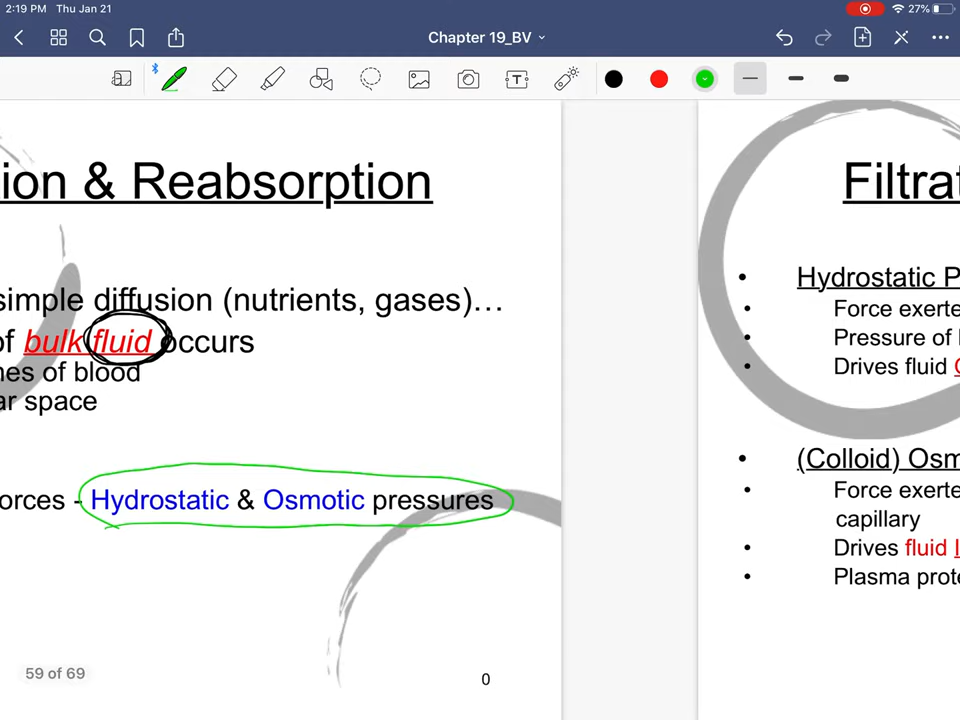 2:19 PM Thu Jan 21
27%
Chapter 19_BV
ion & Reabsorption
simple diffusion (nutrients, gases)…
of bulk fluid occurs
nes of blood
ar space
orces - Hydrostatic & Osmotic pressures
59 of 69
0
Filtrat
• Hydrostatic P
• Force exerte
• Pressure of
• Drives fluid
• (Colloid) Osm
• Force exerte
capillary
• Drives fluid I
• Plasma prote